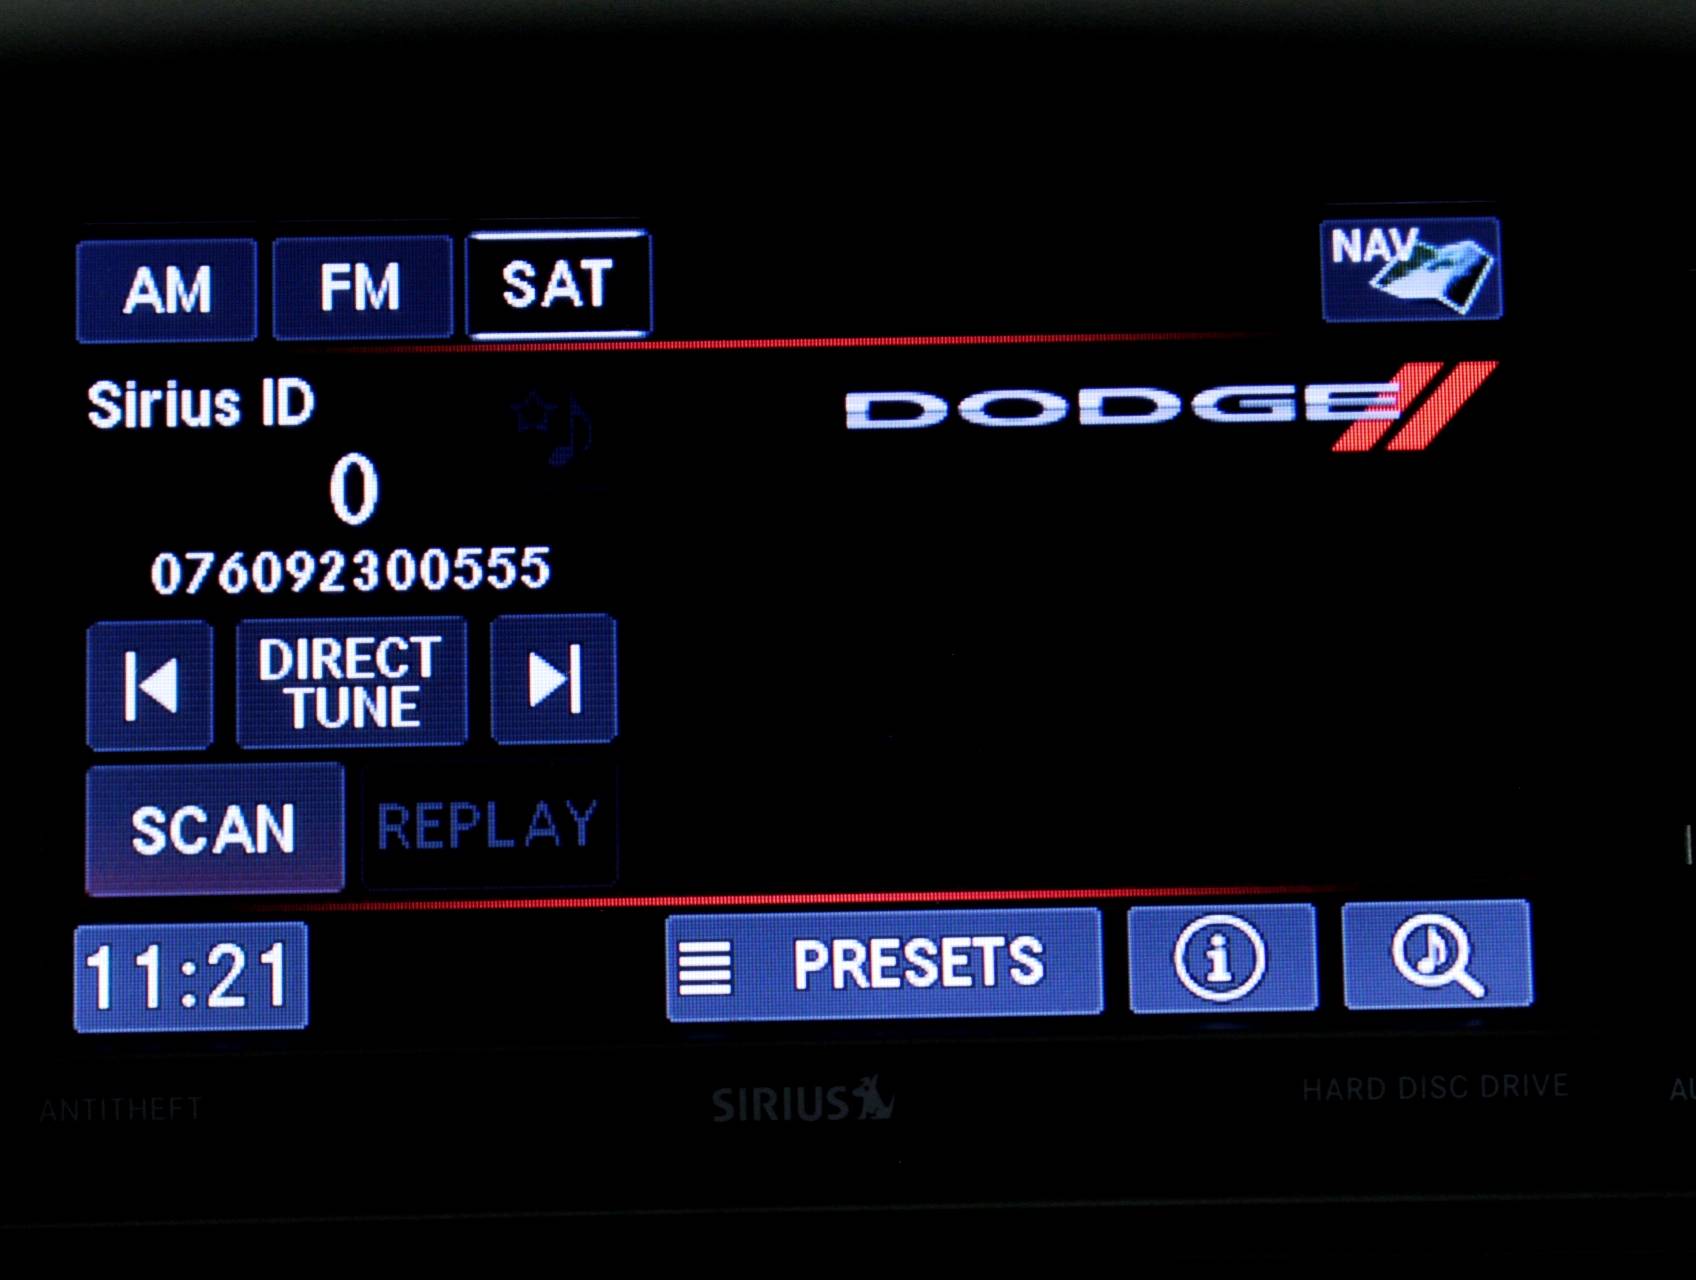 AM FM SAT NAV
Sirius ID
DODGE
0
076092300555
DIRECT
TUNE
SCAN REPLAY
11:21 PRESETS
ANTITHEFT SIRIUS HARD DISC DRIVE